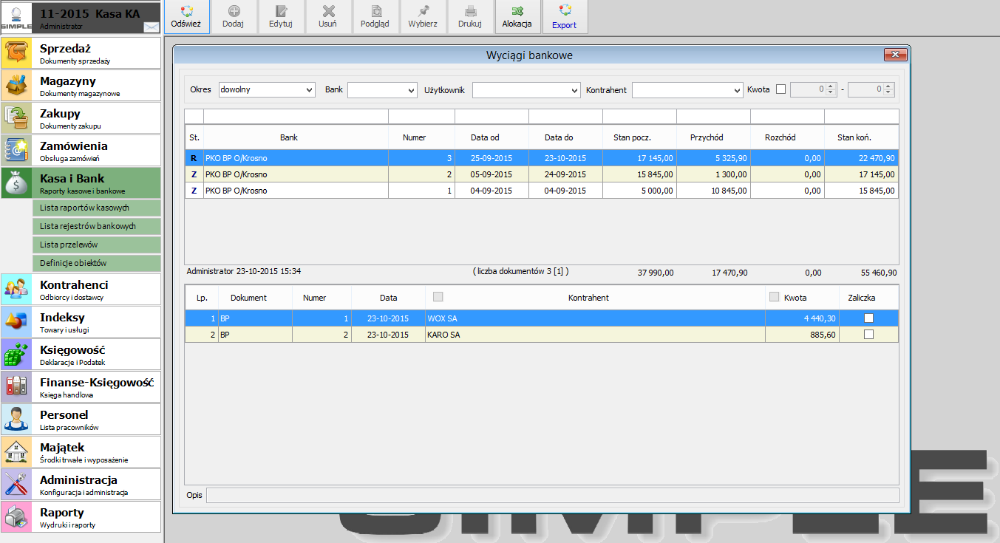 SIMPLE
11-2015 Kasa KA
Administrator
Odśwież
Dodaj
Edytuj
Usuń
Podgląd
Wybierz
Drukuj
Alokacja
Export
Sprzedaż
Dokumenty sprzedaży
Magazyny
Dokumenty magazynowe
Zakupy
Dokumenty zakupu
Zamówienia
Obsługa zamówień
Kasa i Bank
Raporty kasowe i bankowe
Lista raportów kasowych
Lista rejestrów bankowych
Lista przelewów
Definicje obiektów
Kontrahenci
Odbiorcy i dostawcy
Indeksy
Towary i usługi
Księgowość
Deklaracje i Podatek
Finanse-Księgowość
Księga handlowa
Personel
Lista pracowników
Majątek
Środki trwałe i wyposażenie
Administracja
Konfiguracja i administracja
Raporty
Wydruki i raporty
Wyciągi bankowe
Okres dowolny Bank Użytkownik Kontrahent Kwota 0 - 0
St. Bank Numer Data od Data do Stan pocz. Przychód Rozchód Stan koń.
R PKO BP O/Krosno 3 25-09-2015 23-10-2015 17 145,00 5 325,90 0,00 22 470,90
Z PKO BP O/Krosno 2 05-09-2015 24-09-2015 15 845,00 1 300,00 0,00 17 145,00
Z PKO BP O/Krosno 1 04-09-2015 04-09-2015 5 000,00 10 845,00 0,00 15 845,00
Administrator 23-10-2015 15:34 ( liczba dokumentów 3 [1] ) 37 990,00 17 470,90 0,00 55 460,90
Lp. Dokument Numer Data Kontrahent Kwota Zaliczka
1 BP 1 23-10-2015 WOX SA 4 440,30
2 BP 2 23-10-2015 KARO SA 885,60
Opis
SIMPLE